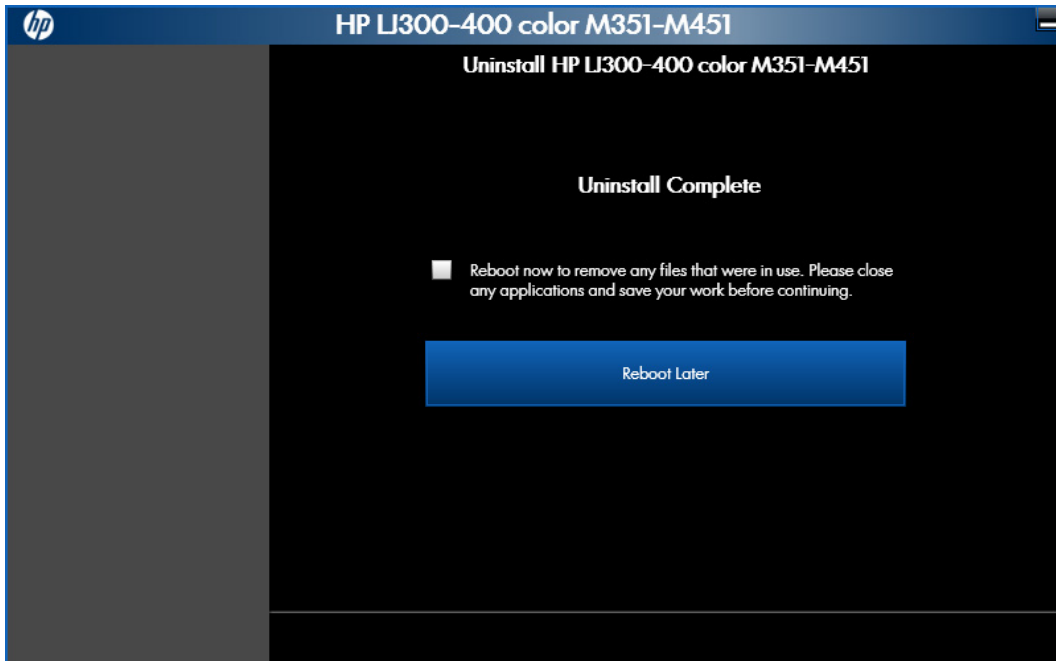 hp
HP LJ300-400 color M351-M451
Uninstall HP LJ300-400 color M351-M451
Uninstall Complete
Reboot now to remove any files that were in use. Please close
any applications and save your work before continuing.
Reboot Later